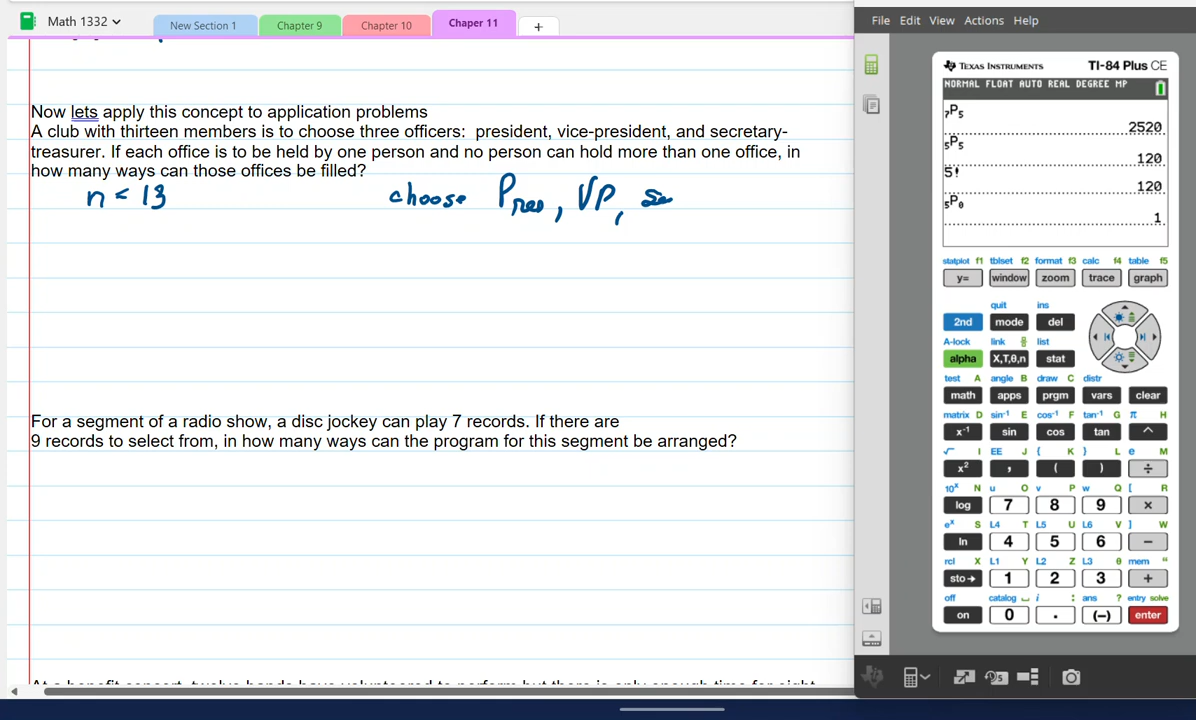 Math 1332
New Section 1
Chapter 9
Chapter 10
Chaper 11
+
Now lets apply this concept to application problems
A club with thirteen members is to choose three officers: president, vice-president, and secretary-
treasurer. If each office is to be held by one person and no person can hold more than one office, in
how many ways can those offices be filled?
n < 13 choose Pres, VP, se
For a segment of a radio show, a disc jockey can play 7 records. If there are
9 records to select from, in how many ways can the program for this segment be arranged?
File Edit View Actions Help
TEXAS INSTRUMENTS TI-84 Plus CE
NORMAL FLOAT AUTO REAL DEGREE MP
7P5
2520
5P5
120
5!
120
5P0
1
statplot f1 tblset f2 format f3 calc f4 table f5
y= window zoom trace graph
quit ins
2nd mode del
A-lock link list
alpha X,T,θ,n stat
test A angle B draw C distr
math apps prgm vars clear
matrix D sin-1 E cos-1 F tan-1 G π H
x-1 sin cos tan ^
√ I EE J { K } L e M
x2 , ( ) ÷
10x N u O v P w Q [ R
log 7 8 9 ×
ex S L4 T L5 U L6 V ] W
ln 4 5 6 −
rcl X L1 Y L2 Z L3 θ mem "
sto→ 1 2 3 +
off catalog i : ans ? entry solve
on 0 . (−) enter